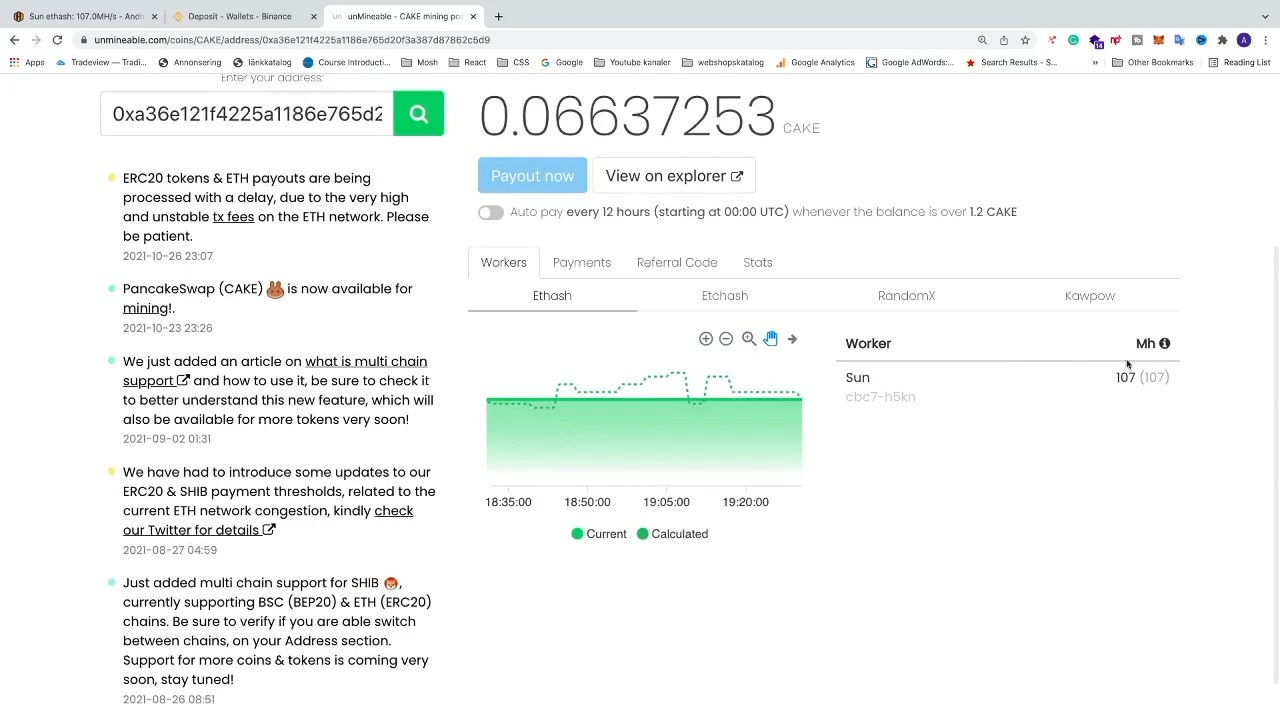 Sun ethash: 107.0MH/s - Andr
Deposit - Wallets - Binance
unMineable - CAKE mining poo
unmineable.com/coins/CAKE/address/0xa36e121f4225a1186e765d20f3a387d87862c5d9
Apps
Tradeview — Tradi...
Annonsering
länkkatalog
Course Introducti...
Mosh
React
CSS
Google
Youtube kanaler
webshopskatalog
Google Analytics
Google AdWords:...
Search Results - S...
»
Other Bookmarks
Reading List
Enter your address:
0xa36e121f4225a1186e765d2
0.06637253 CAKE
Payout now
View on explorer
Auto pay every 12 hours (starting at 00:00 UTC) whenever the balance is over 1.2 CAKE
ERC20 tokens & ETH payouts are being
processed with a delay, due to the very high
and unstable tx fees on the ETH network. Please
be patient.
2021-10-26 23:07
PancakeSwap (CAKE) is now available for
mining!.
2021-10-23 23:26
We just added an article on what is multi chain
support and how to use it, be sure to check it
to better understand this new feature, which will
also be available for more tokens very soon!
2021-09-02 01:31
We have had to introduce some updates to our
ERC20 & SHIB payment thresholds, related to the
current ETH network congestion, kindly check
our Twitter for details
2021-08-27 04:59
Just added multi chain support for SHIB ,
currently supporting BSC (BEP20) & ETH (ERC20)
chains. Be sure to verify if you are able switch
between chains, on your Address section.
Support for more coins & tokens is coming very
soon, stay tuned!
2021-08-26 08:51
Workers
Payments
Referral Code
Stats
Ethash
Etchash
RandomX
Kawpow
18:35:00
18:50:00
19:05:00
19:20:00
Current
Calculated
Worker
Mh
Sun
107 (107)
cbc7-h5kn